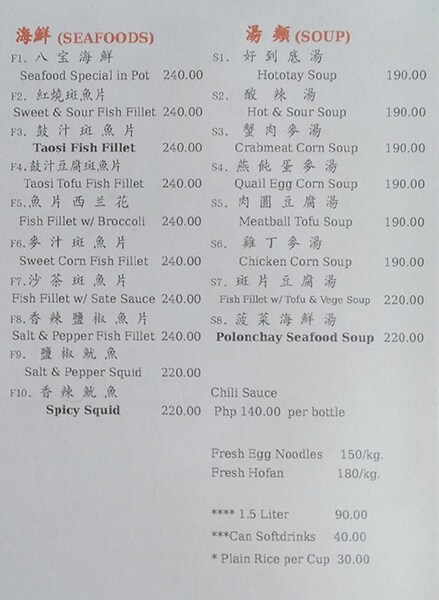 海鮮 (SEAFOODS)
F1. 八寶海鮮
Seafood Special in Pot 240.00
F2. 紅燒斑魚片
Sweet & Sour Fish Fillet 240.00
F3. 鼓汁斑魚片
Taosi Fish Fillet 240.00
F4. 鼓汁豆腐斑魚片
Taosi Tofu Fish Fillet 240.00
F5. 魚片西兰花
Fish Fillet w/ Broccoli 240.00
F6. 麥汁斑魚片
Sweet Corn Fish Fillet 240.00
F7. 沙茶斑魚片
Fish Fillet w/ Sate Sauce 240.00
F8. 香辣鹽椒魚片
Salt & Pepper Fish Fillet 240.00
F9. 鹽椒魷魚
Salt & Pepper Squid 220.00
F10. 香辣魷魚
Spicy Squid 220.00
湯類 (SOUP)
S1. 好到底湯
Hototay Soup 190.00
S2. 酸辣湯
Hot & Sour Soup 190.00
S3. 蟹肉麥湯
Crabmeat Corn Soup 190.00
S4. 燕飩蛋麥湯
Quail Egg Corn Soup 190.00
S5. 肉圓豆腐湯
Meatball Tofu Soup 190.00
S6. 雞丁麥湯
Chicken Corn Soup 190.00
S7. 斑片豆腐湯
Fish Fillet w/ Tofu & Vege Soup 220.00
S8. 菠菜海鮮湯
Polonchay Seafood Soup 220.00
Chili Sauce
Php 140.00 per bottle
Fresh Egg Noodles 150/kg.
Fresh Hofan 180/kg.
**** 1.5 Liter 90.00
***Can Softdrinks 40.00
* Plain Rice per Cup 30.00